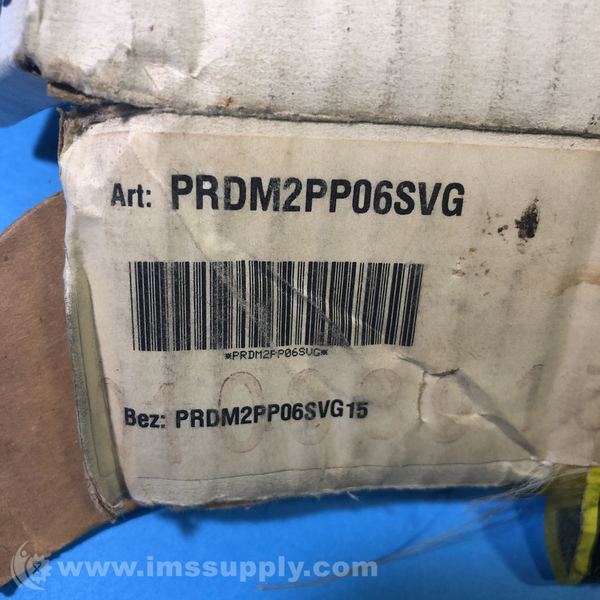 Art: PRDM2PP06SVG
*PRDM2PP06SVG*
Bez: PRDM2PP06SVG15
www.imssupply.com